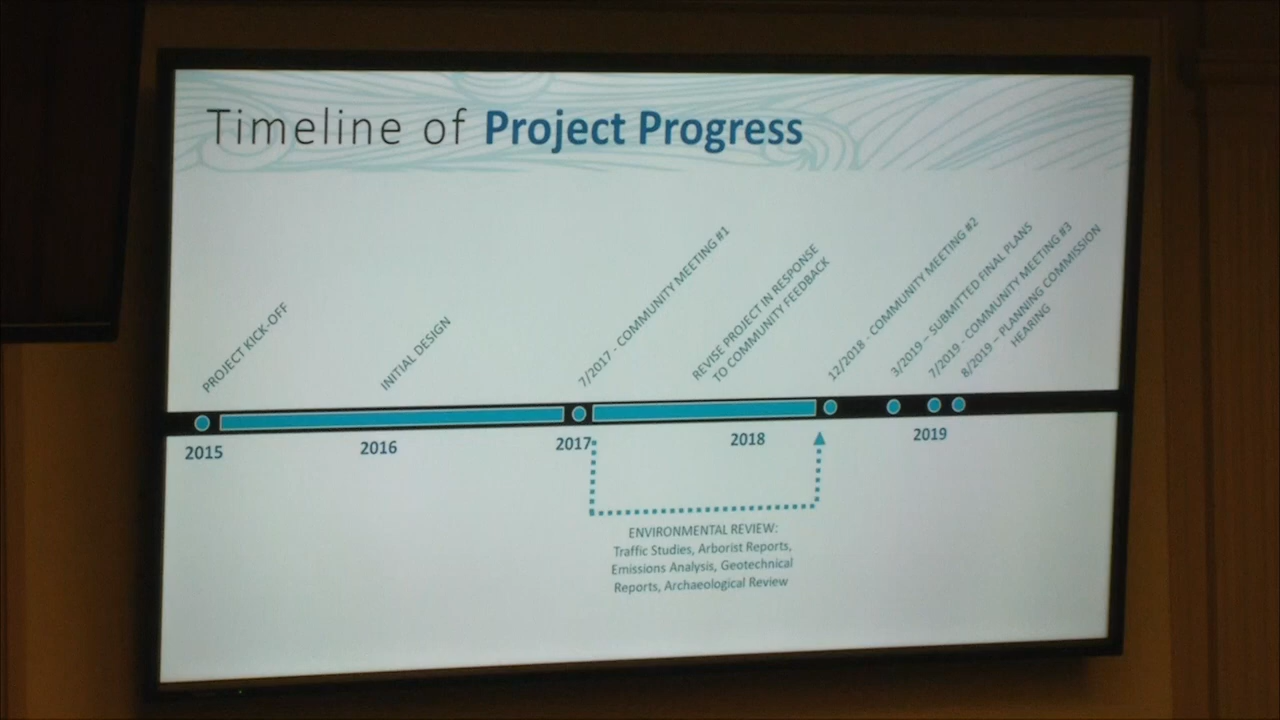 Timeline of Project Progress
PROJECT KICK-OFF
INITIAL DESIGN
7/2017 - COMMUNITY MEETING #1
REVISE PROJECT IN RESPONSE
TO COMMUNITY FEEDBACK
12/2018 - COMMUNITY MEETING #2
3/2019 – SUBMITTED FINAL PLANS
7/2019 - COMMUNITY MEETING #3
8/2019 – PLANNING COMMISSION
HEARING
2015
2016
2017
2018
2019
ENVIRONMENTAL REVIEW:
Traffic Studies, Arborist Reports,
Emissions Analysis, Geotechnical
Reports, Archaeological Review